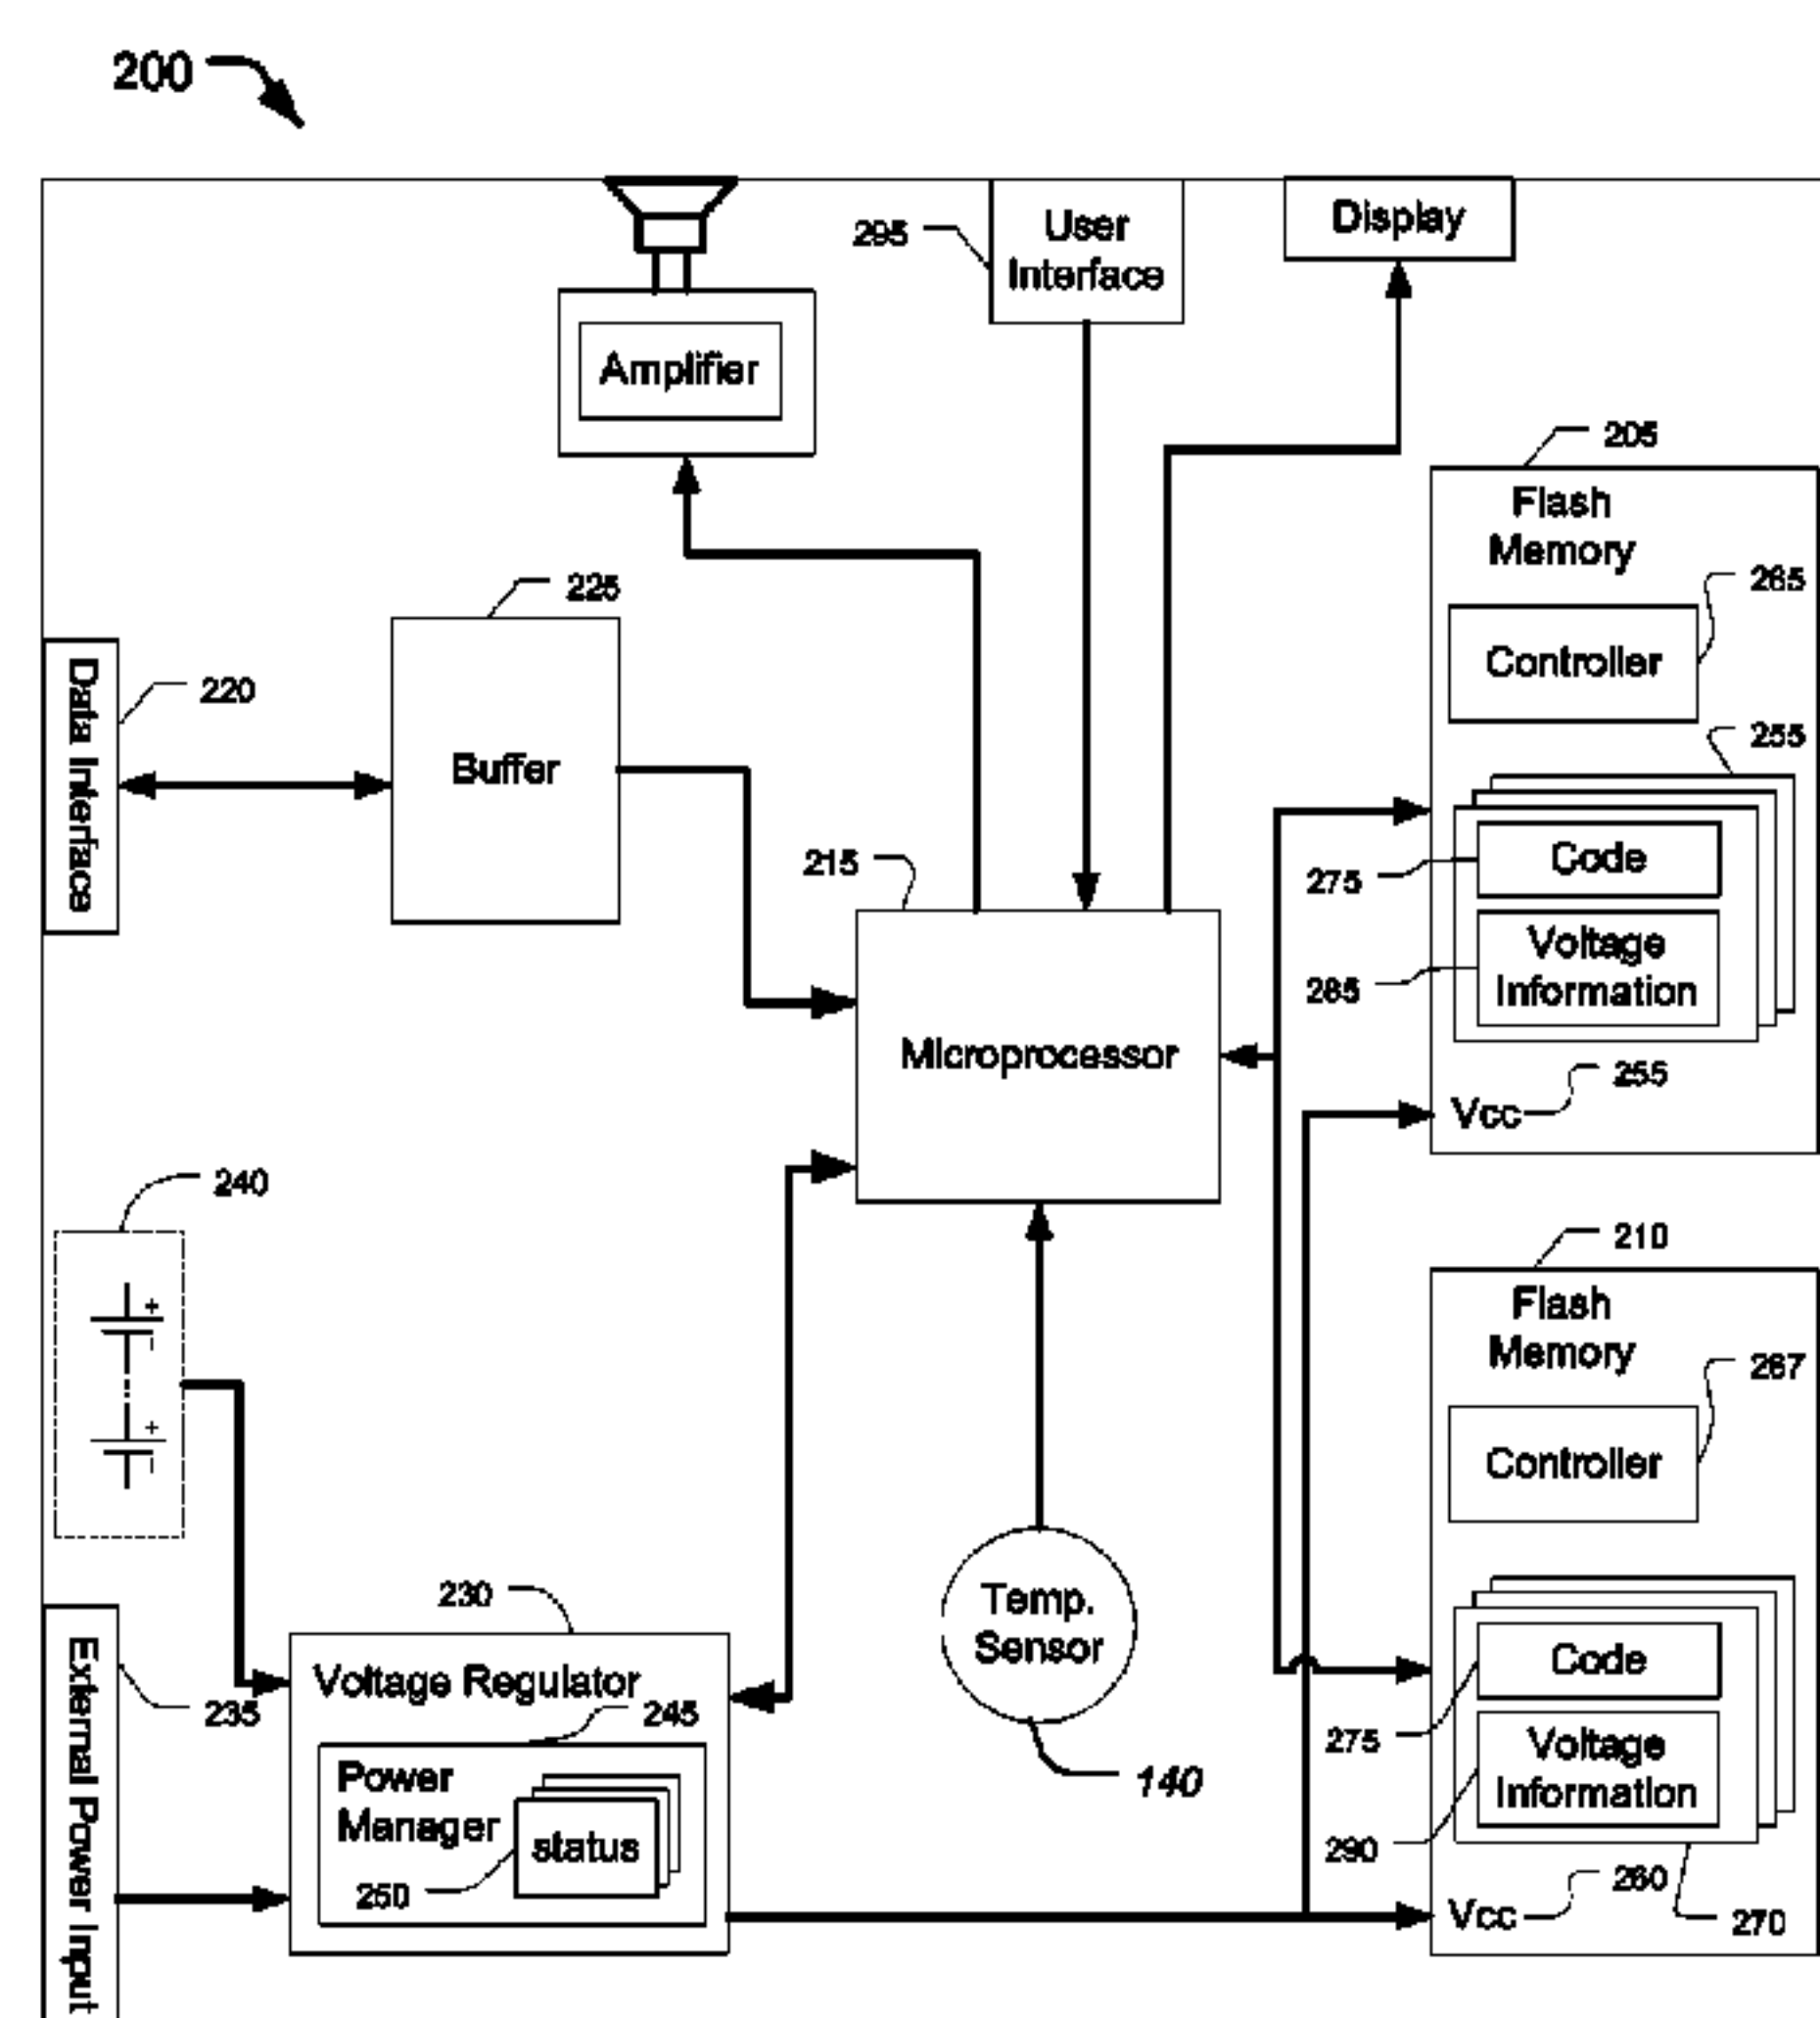 200
295
User
Interface
Display
Amplifier
205
Flash
Memory
265
Controller
225
Buffer
220
Data Interface
255
275
Code
285
Voltage
Information
215
Microprocessor
Vcc
255
240
210
Flash
Memory
267
Controller
Temp.
Sensor
140
230
Voltage Regulator
245
Power
Manager
status
250
235
External Power Input
275
Code
290
Voltage
Information
260
Vcc
270